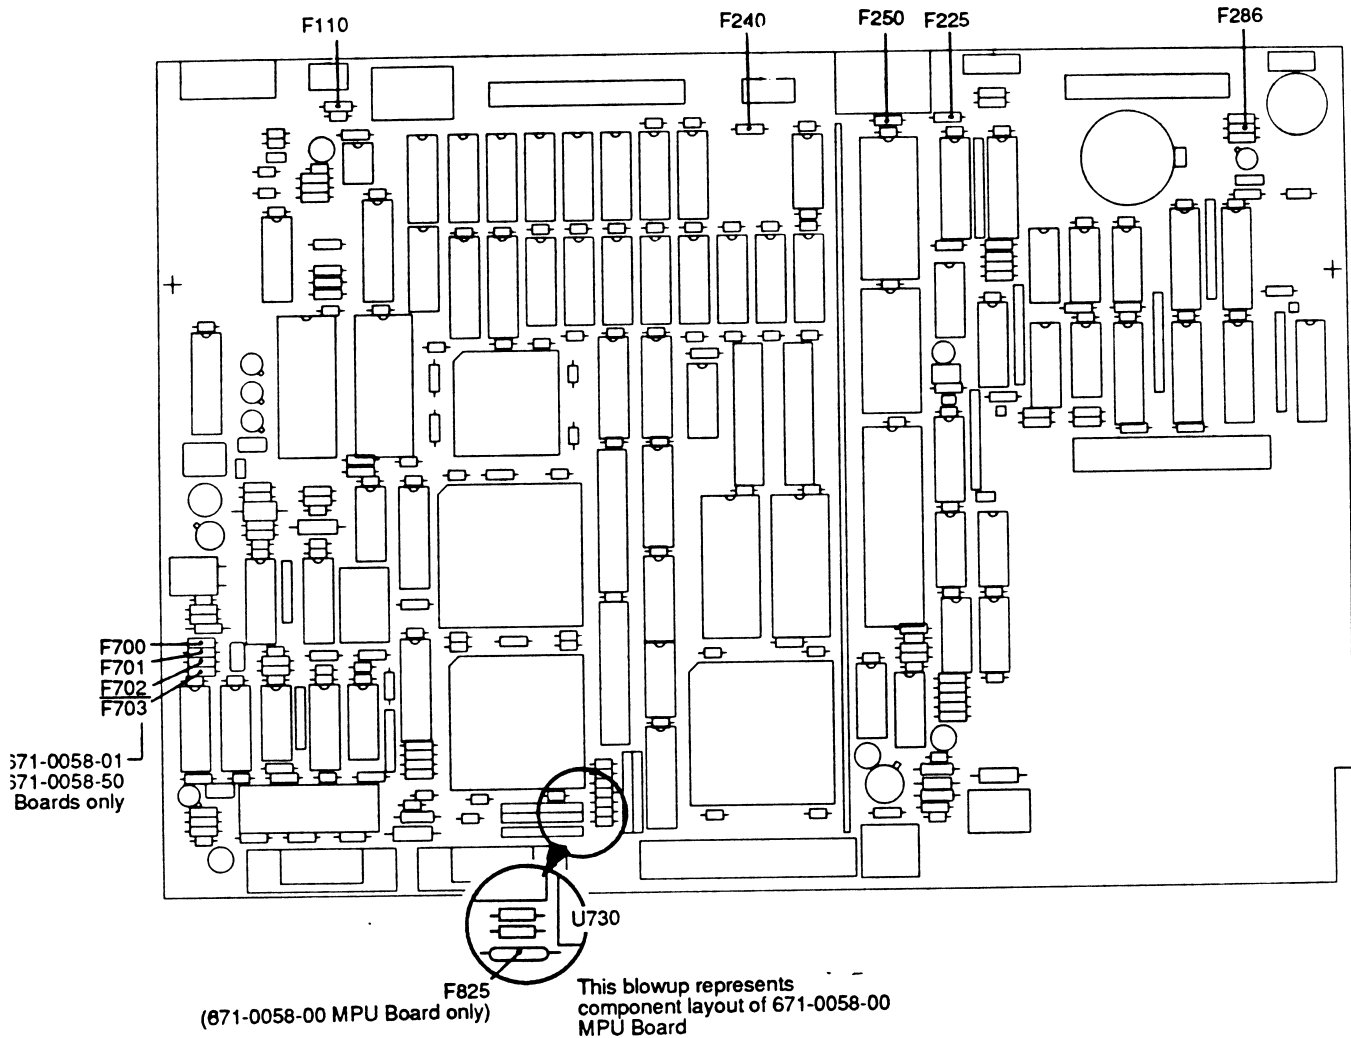 F110
F240
F250
F225
F286
F700
F701
F702
F703
671-0058-01
671-0058-50
Boards only
U730
F825
(671-0058-00 MPU Board only)
This blowup represents
component layout of 671-0058-00
MPU Board